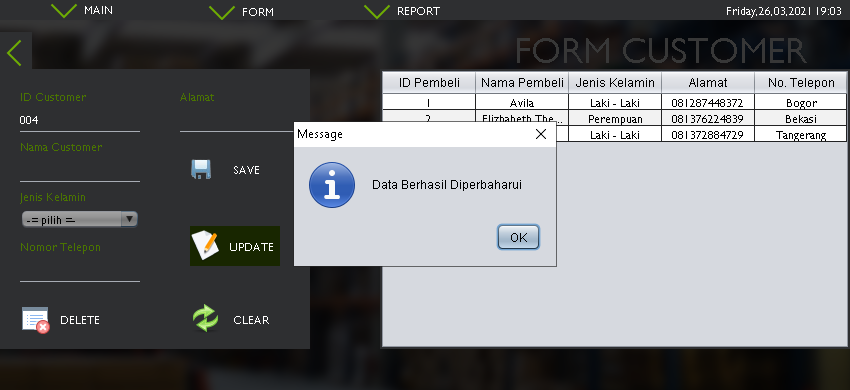 MAIN FORM REPORT Friday,26,03,2021 19:03
FORM CUSTOMER
ID Customer Alamat
004
Nama Customer
SAVE
Jenis Kelamin
-= pilih =-
UPDATE
Nomor Telepon
DELETE CLEAR
ID Pembeli Nama Pembeli Jenis Kelamin Alamat No. Telepon
1 Avila Laki - Laki 081287448372 Bogor
2 Elizhabeth The... Perempuan 081376224839 Bekasi
Laki - Laki 081372884729 Tangerang
Message
Data Berhasil Diperbaharui
OK